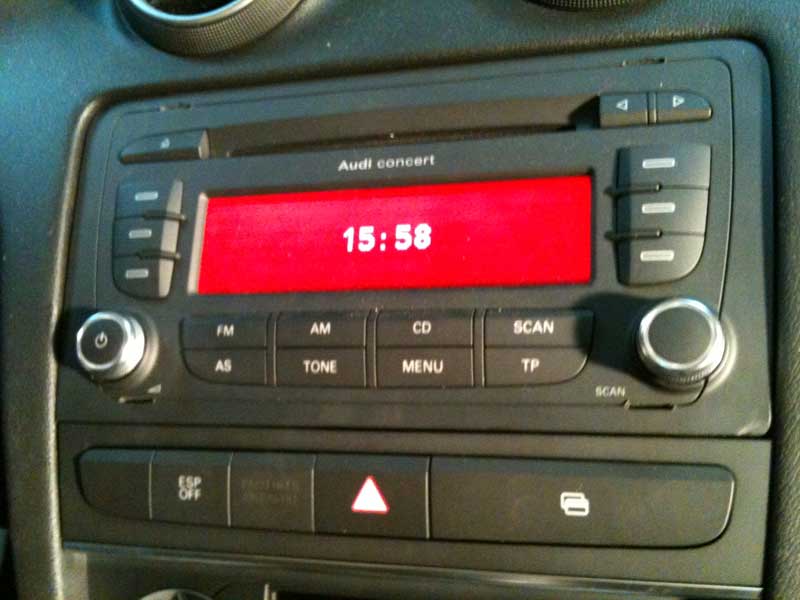 Audi concert
15:58
FM AM CD SCAN
AS TONE MENU TP
SCAN
ESP
OFF